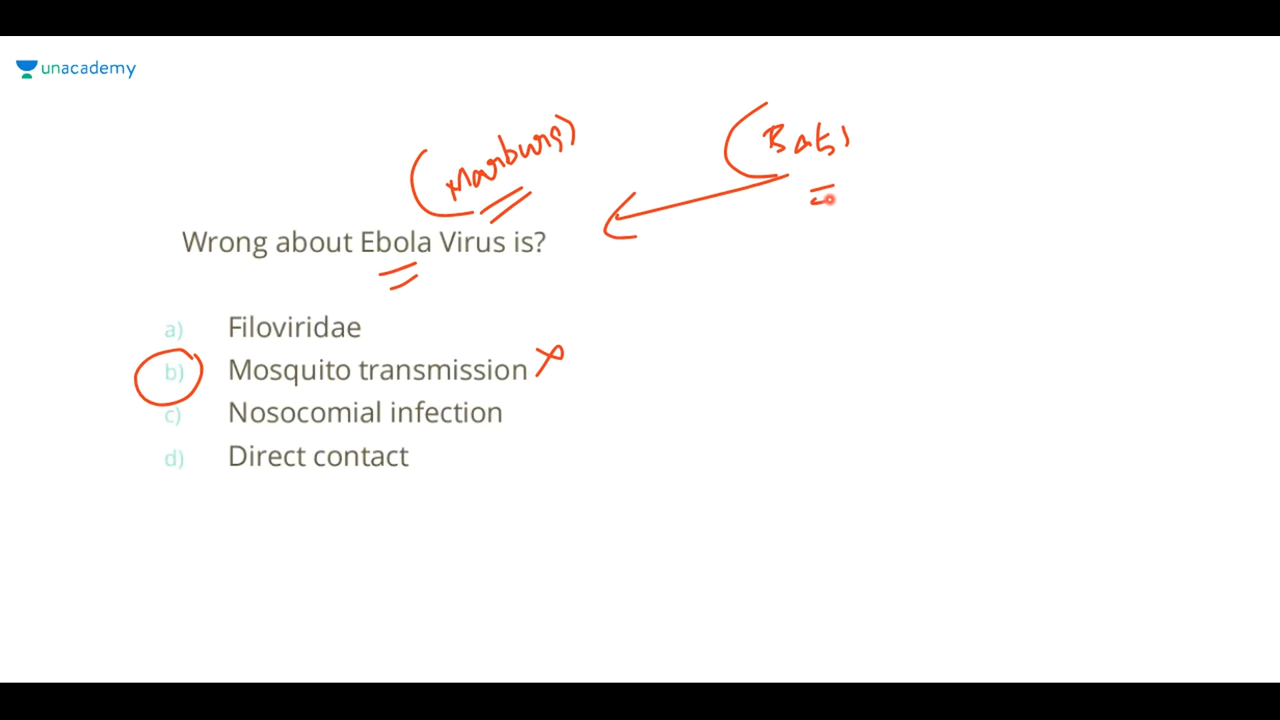 unacademy
(Marburg)
(Bats
Wrong about Ebola Virus is?
a) Filoviridae
b) Mosquito transmission x
c) Nosocomial infection
d) Direct contact